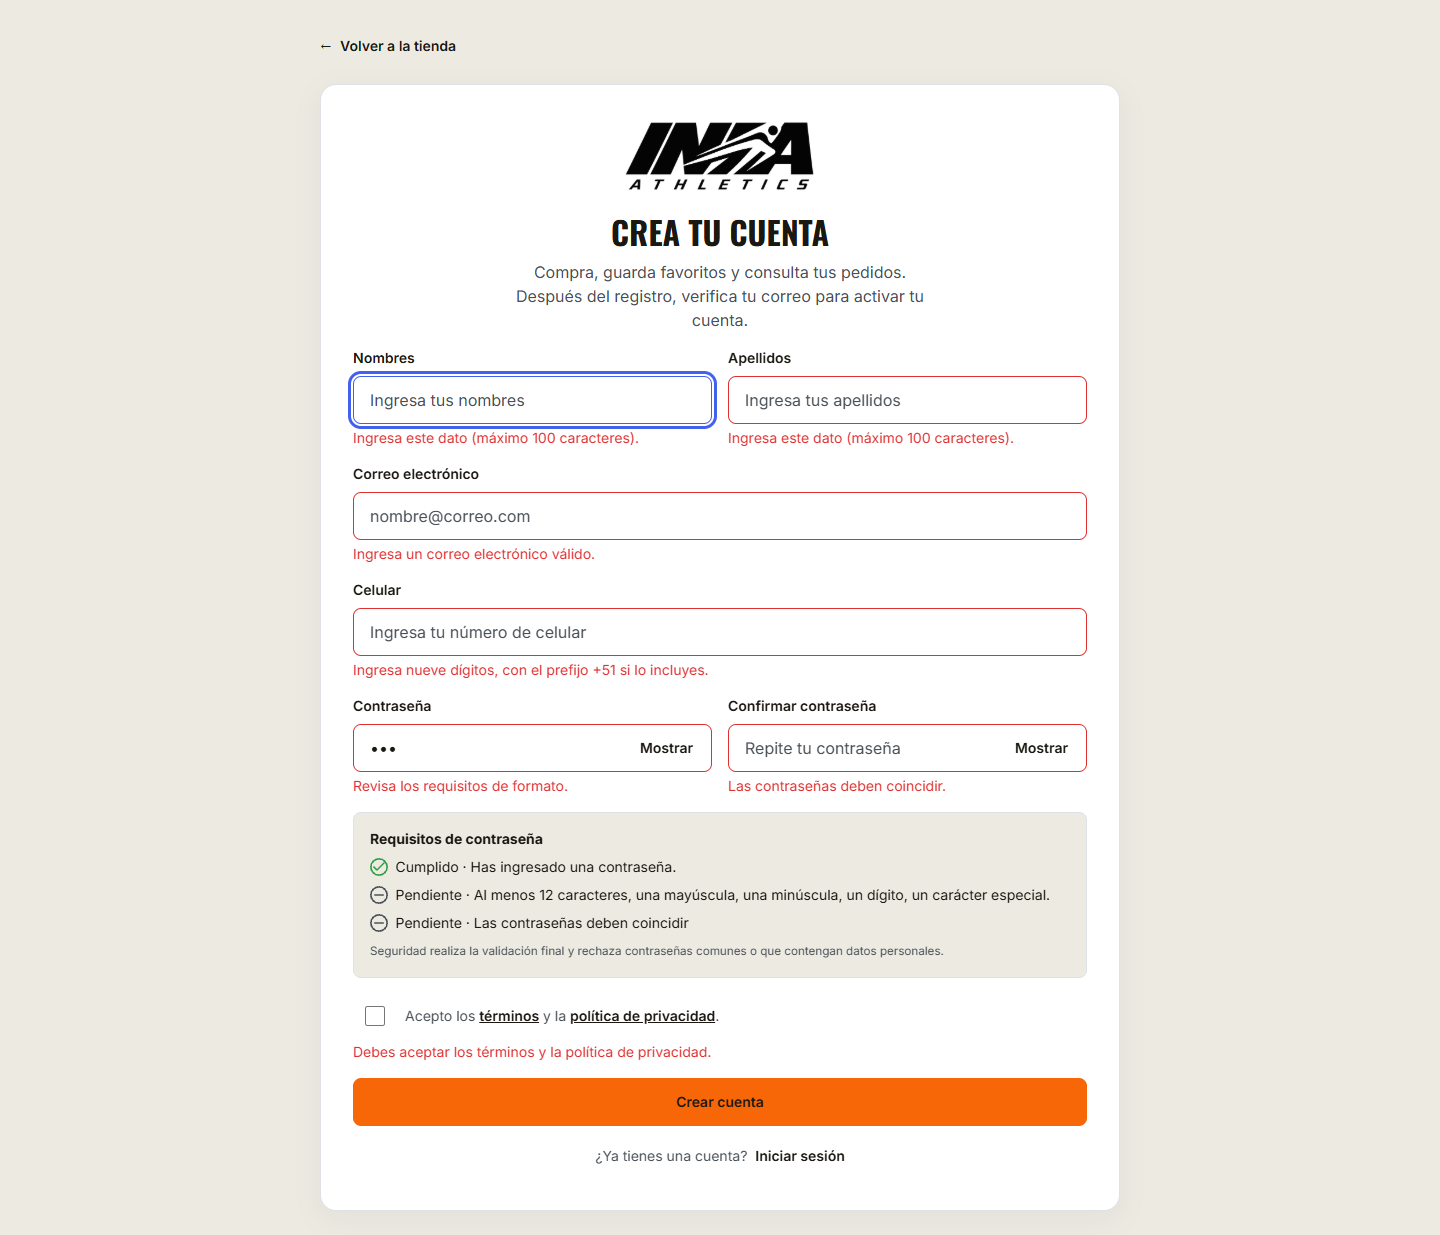 ← Volver a la tienda
INTA
ATHLETICS
CREA TU CUENTA
Compra, guarda favoritos y consulta tus pedidos.
Después del registro, verifica tu correo para activar tu
cuenta.
Nombres
Apellidos
Ingresa tus nombres
Ingresa tus apellidos
Ingresa este dato (máximo 100 caracteres).
Ingresa este dato (máximo 100 caracteres).
Correo electrónico
nombre@correo.com
Ingresa un correo electrónico válido.
Celular
Ingresa tu número de celular
Ingresa nueve dígitos, con el prefijo +51 si lo incluyes.
Contraseña
Confirmar contraseña
••• Mostrar
Repite tu contraseña Mostrar
Revisa los requisitos de formato.
Las contraseñas deben coincidir.
Requisitos de contraseña
Cumplido · Has ingresado una contraseña.
Pendiente · Al menos 12 caracteres, una mayúscula, una minúscula, un dígito, un carácter especial.
Pendiente · Las contraseñas deben coincidir
Seguridad realiza la validación final y rechaza contraseñas comunes o que contengan datos personales.
Acepto los términos y la política de privacidad.
Debes aceptar los términos y la política de privacidad.
Crear cuenta
¿Ya tienes una cuenta? Iniciar sesión